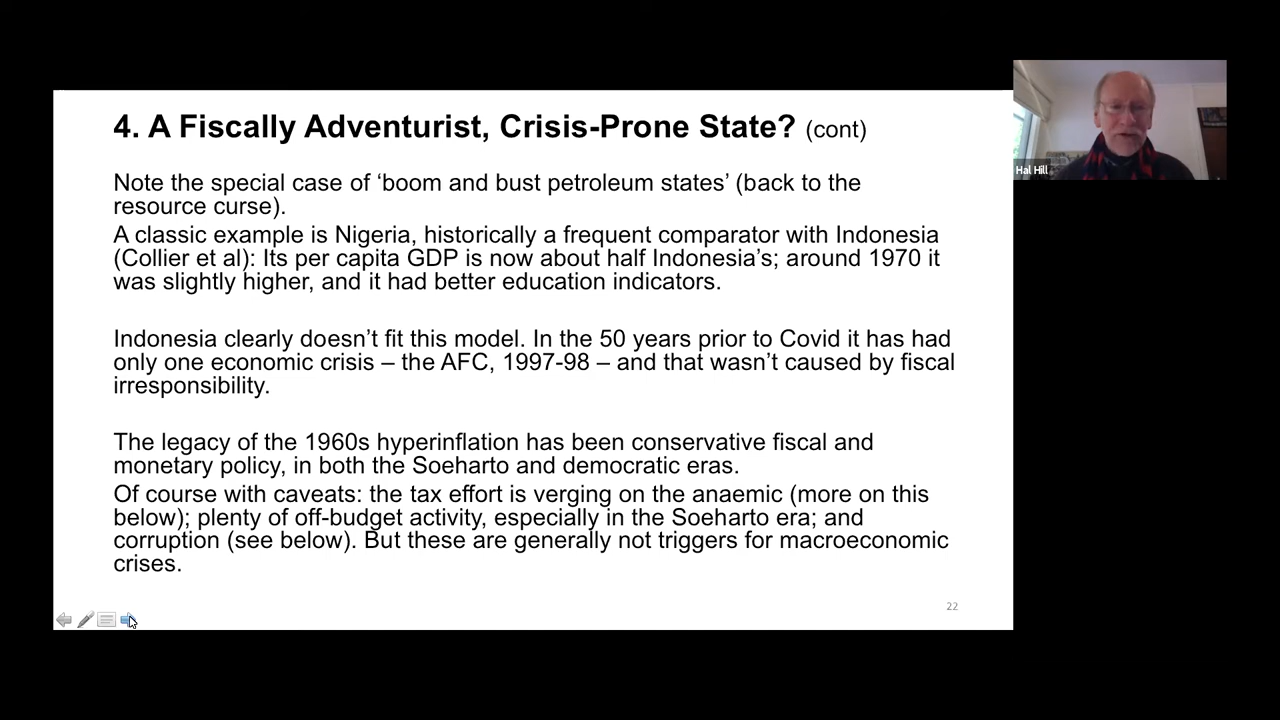 4. A Fiscally Adventurist, Crisis-Prone State? (cont)
Note the special case of ‘boom and bust petroleum states’ (back to the
resource curse).
A classic example is Nigeria, historically a frequent comparator with Indonesia
(Collier et al): Its per capita GDP is now about half Indonesia’s; around 1970 it
was slightly higher, and it had better education indicators.
Indonesia clearly doesn’t fit this model. In the 50 years prior to Covid it has had
only one economic crisis – the AFC, 1997-98 – and that wasn’t caused by fiscal
irresponsibility.
The legacy of the 1960s hyperinflation has been conservative fiscal and
monetary policy, in both the Soeharto and democratic eras.
Of course with caveats: the tax effort is verging on the anaemic (more on this
below); plenty of off-budget activity, especially in the Soeharto era; and
corruption (see below). But these are generally not triggers for macroeconomic
crises.
22
Hal Hill